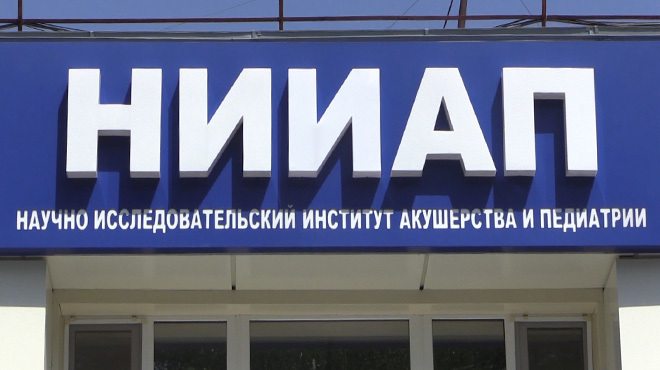 НИИАП
НАУЧНО ИССЛЕДОВАТЕЛЬСКИЙ ИНСТИТУТ АКУШЕРСТВА И ПЕДИАТРИИ